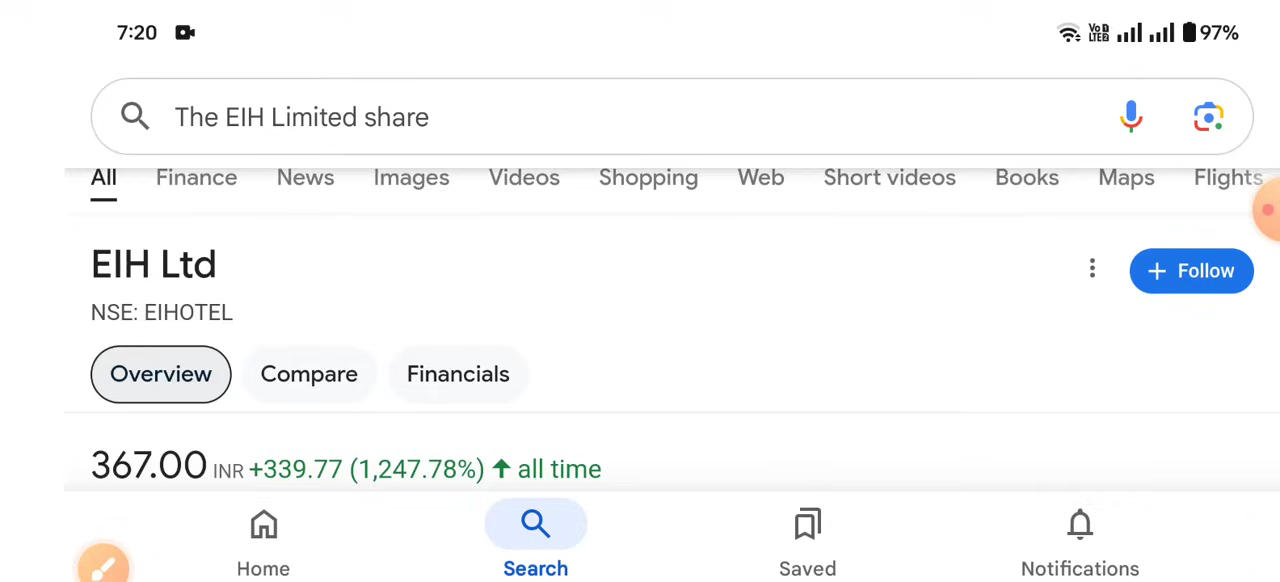 7:20 Vo) LTE2 97%
The EIH Limited share
All Finance News Images Videos Shopping Web Short videos Books Maps Flights
EIH Ltd
+ Follow
NSE: EIHOTEL
Overview Compare Financials
367.00 INR +339.77 (1,247.78%) ↑ all time
Home Search Saved Notifications